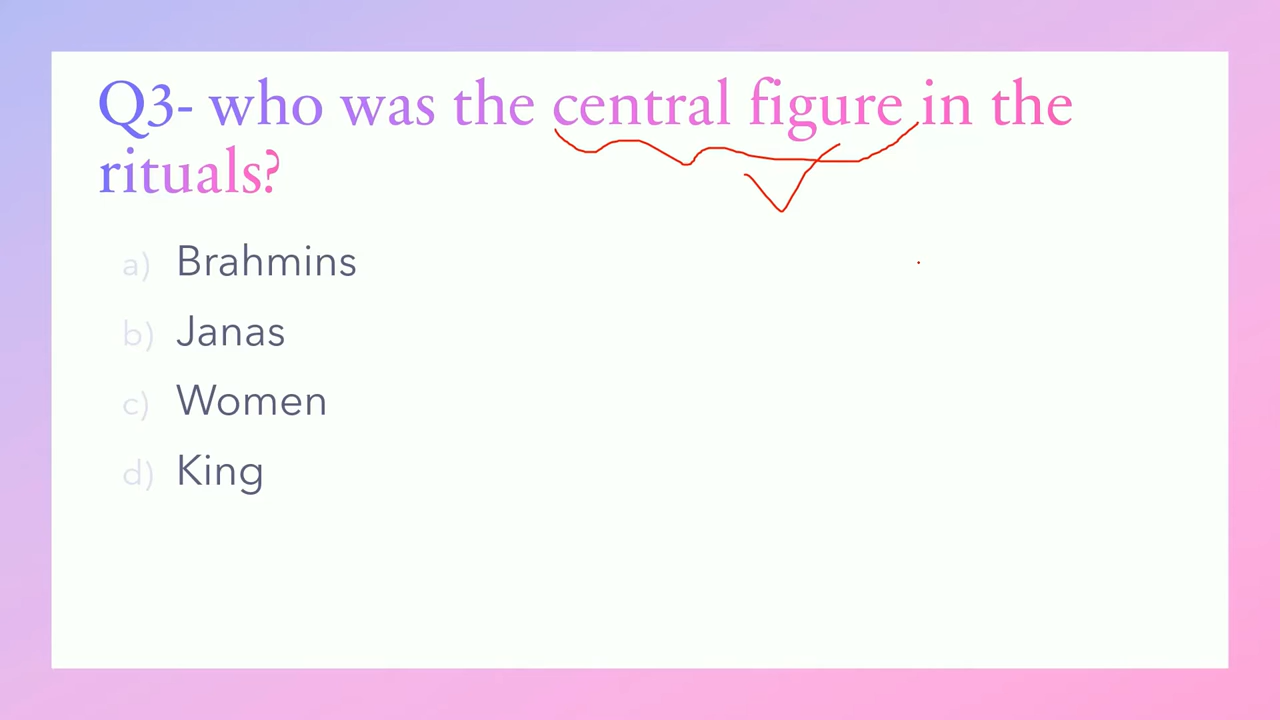 Q3- who was the central figure in the
rituals?
a) Brahmins
b) Janas
c) Women
d) King